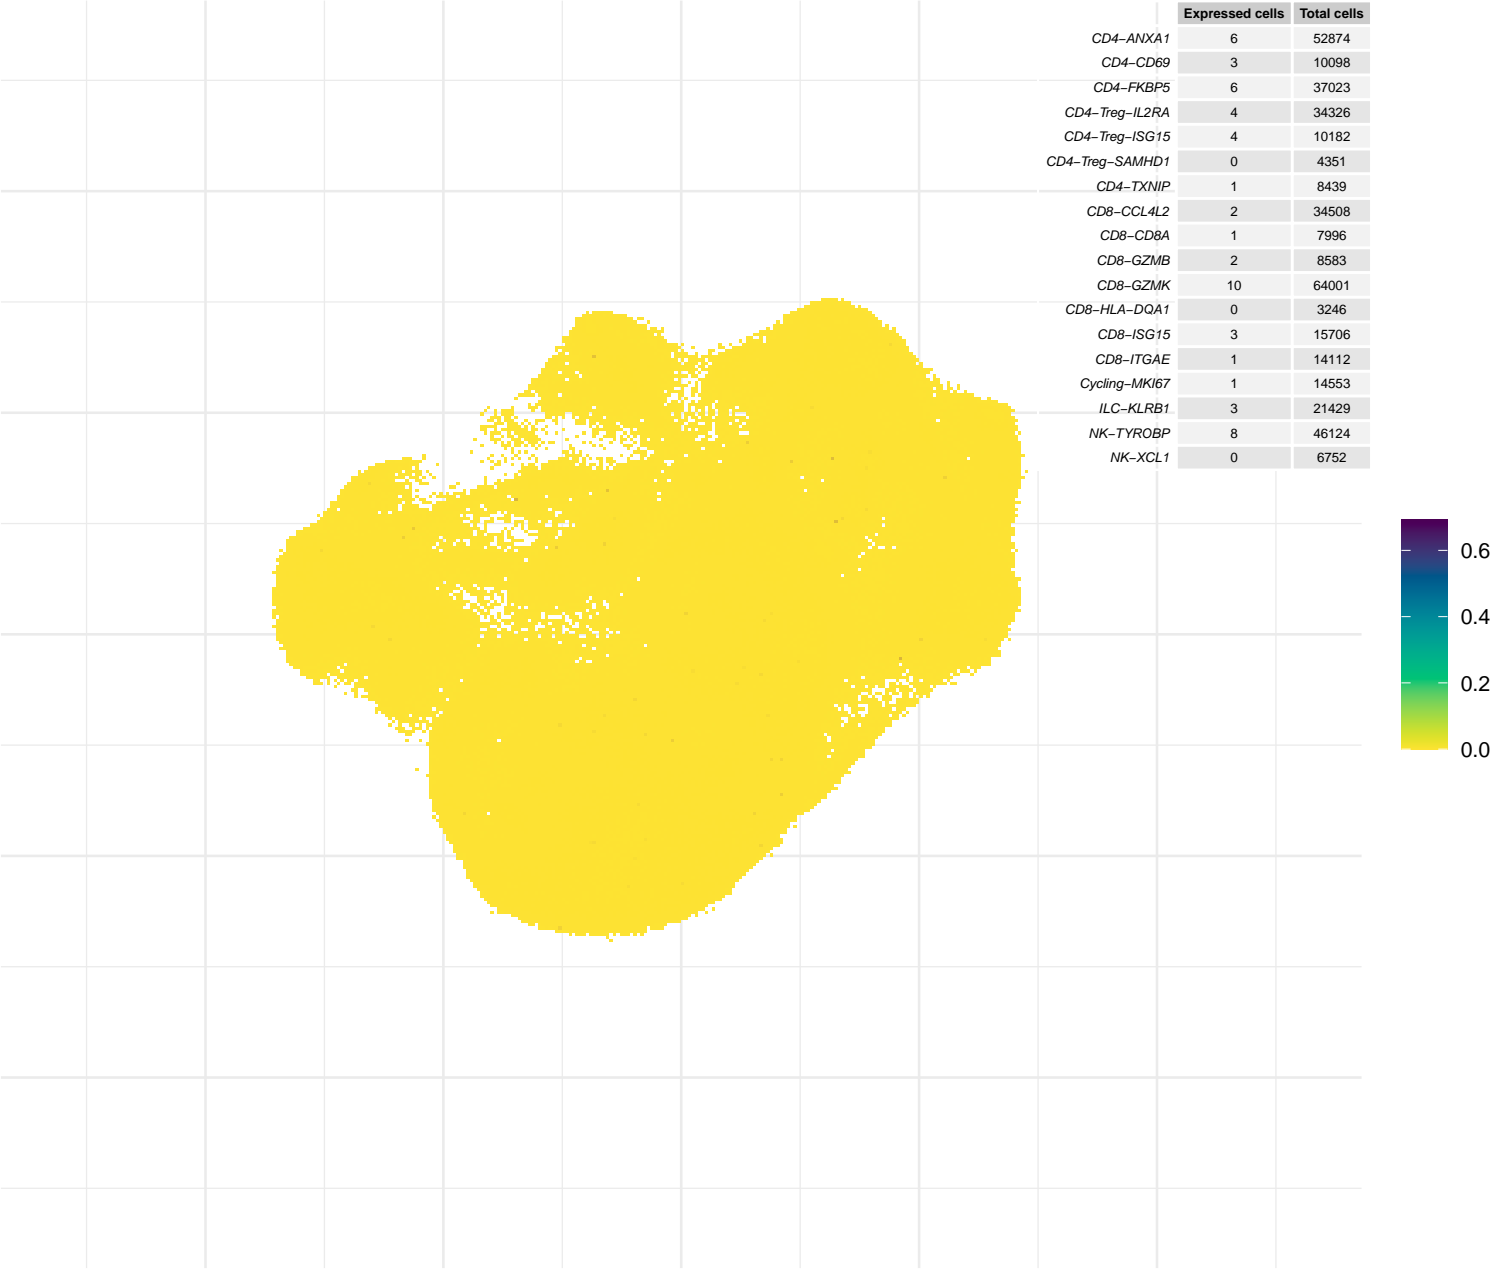 Expressed cells Total cells
CD4−ANXA1 6 52874
CD4−CD69 3 10098
CD4−FKBP5 6 37023
CD4−Treg−IL2RA 4 34326
CD4−Treg−ISG15 4 10182
CD4−Treg−SAMHD1 0 4351
CD4−TXNIP 1 8439
CD8−CCL4L2 2 34508
CD8−CD8A 1 7996
CD8−GZMB 2 8583
CD8−GZMK 10 64001
CD8−HLA−DQA1 0 3246
CD8−ISG15 3 15706
CD8−ITGAE 1 14112
Cycling−MKI67 1 14553
ILC−KLRB1 3 21429
NK−TYROBP 8 46124
NK−XCL1 0 6752
0.6
0.4
0.2
0.0